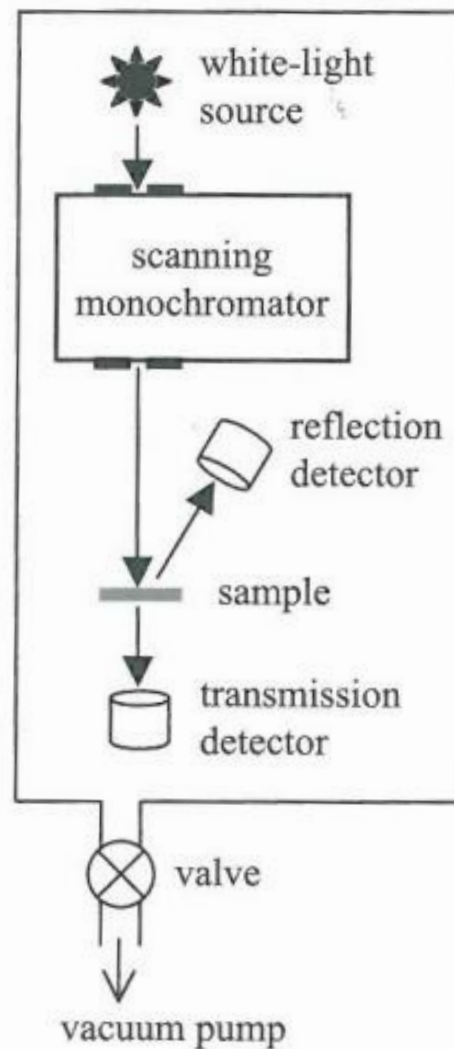 white-light
source
scanning
monochromator
reflection
detector
sample
transmission
detector
valve
vacuum pump